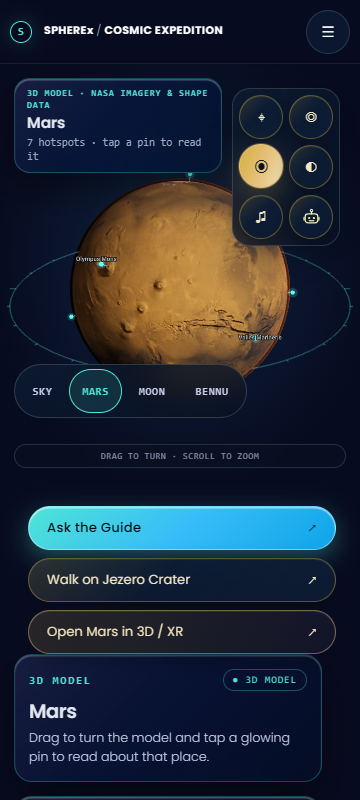 S SPHEREx / COSMIC EXPEDITION
3D MODEL · NASA IMAGERY & SHAPE
DATA
Mars
7 hotspots · tap a pin to read
it
Olympus Mons
Valles Marineris
SKY MARS MOON BENNU
DRAG TO TURN · SCROLL TO ZOOM
Ask the Guide ↗
Walk on Jezero Crater ↗
Open Mars in 3D / XR ↗
3D MODEL
3D MODEL
Mars
Drag to turn the model and tap a glowing
pin to read about that place.